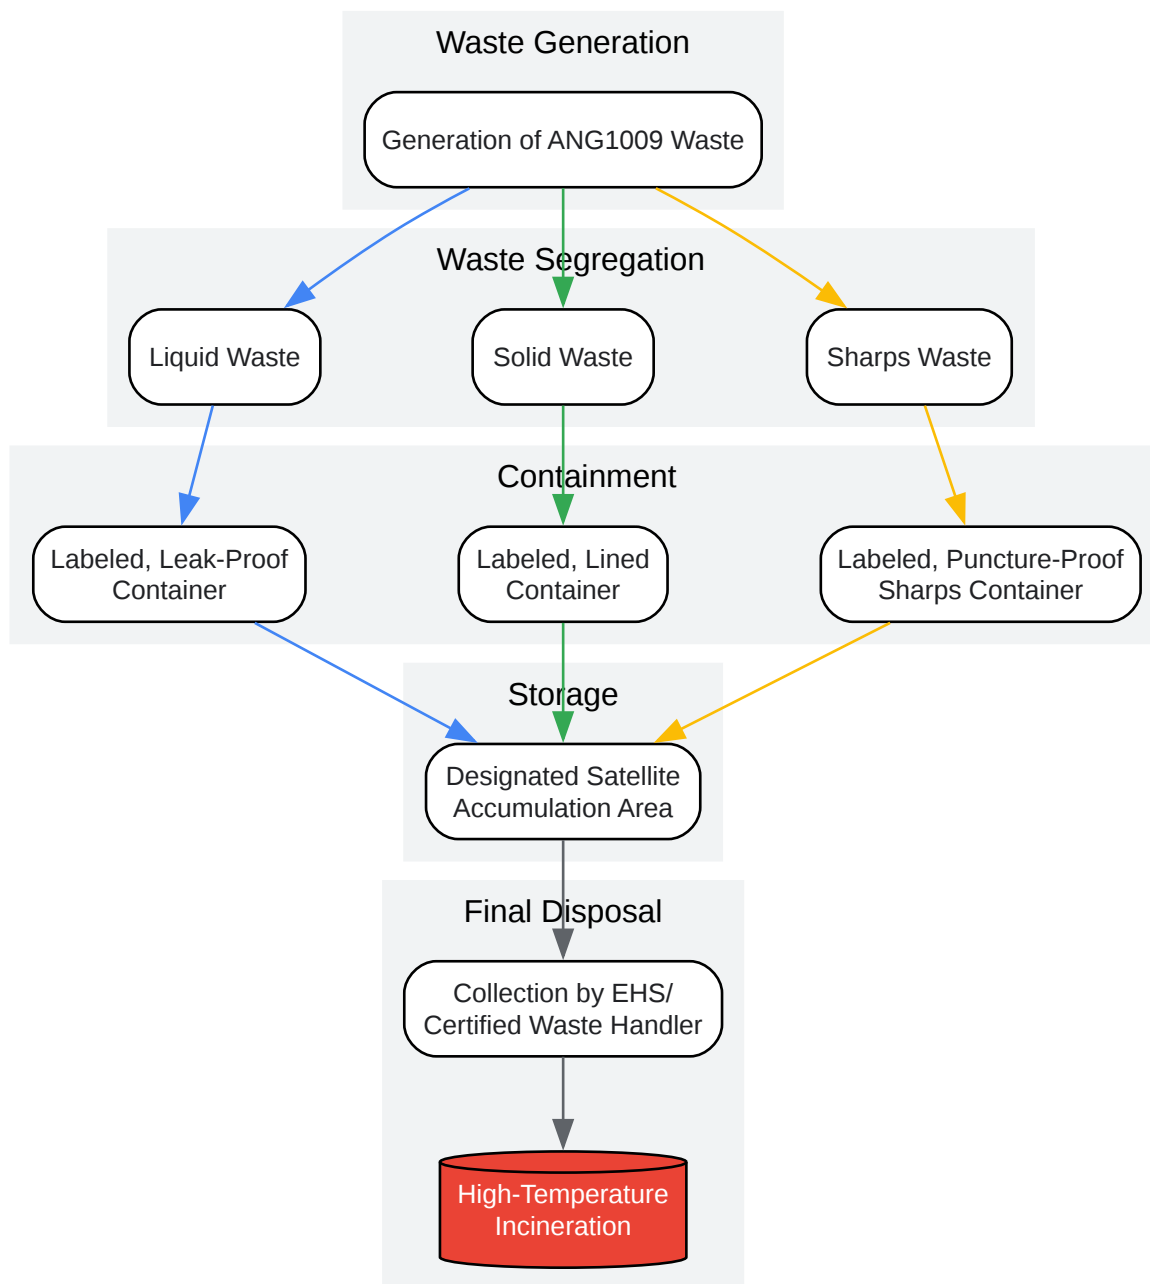 Waste Generation
Generation of ANG1009 Waste
Waste Segregation
Liquid Waste
Solid Waste
Sharps Waste
Containment
Labeled, Leak-Proof
Container
Labeled, Lined
Container
Labeled, Puncture-Proof
Sharps Container
Storage
Designated Satellite
Accumulation Area
Final Disposal
Collection by EHS/
Certified Waste Handler
High-Temperature
Incineration